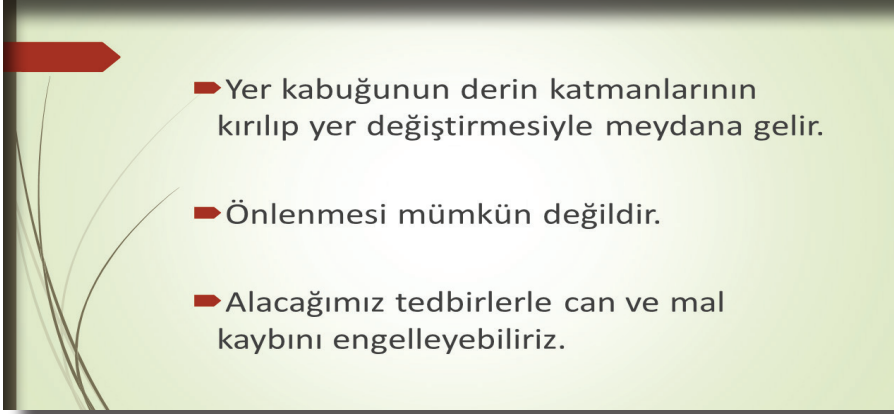 Yer kabuğunun derin katmanlarının
kırılıp yer değiştirmesiyle meydana gelir.
Önlenmesi mümkün değildir.
Alacağımız tedbirlerle can ve mal
kaybını engelleyebiliriz.